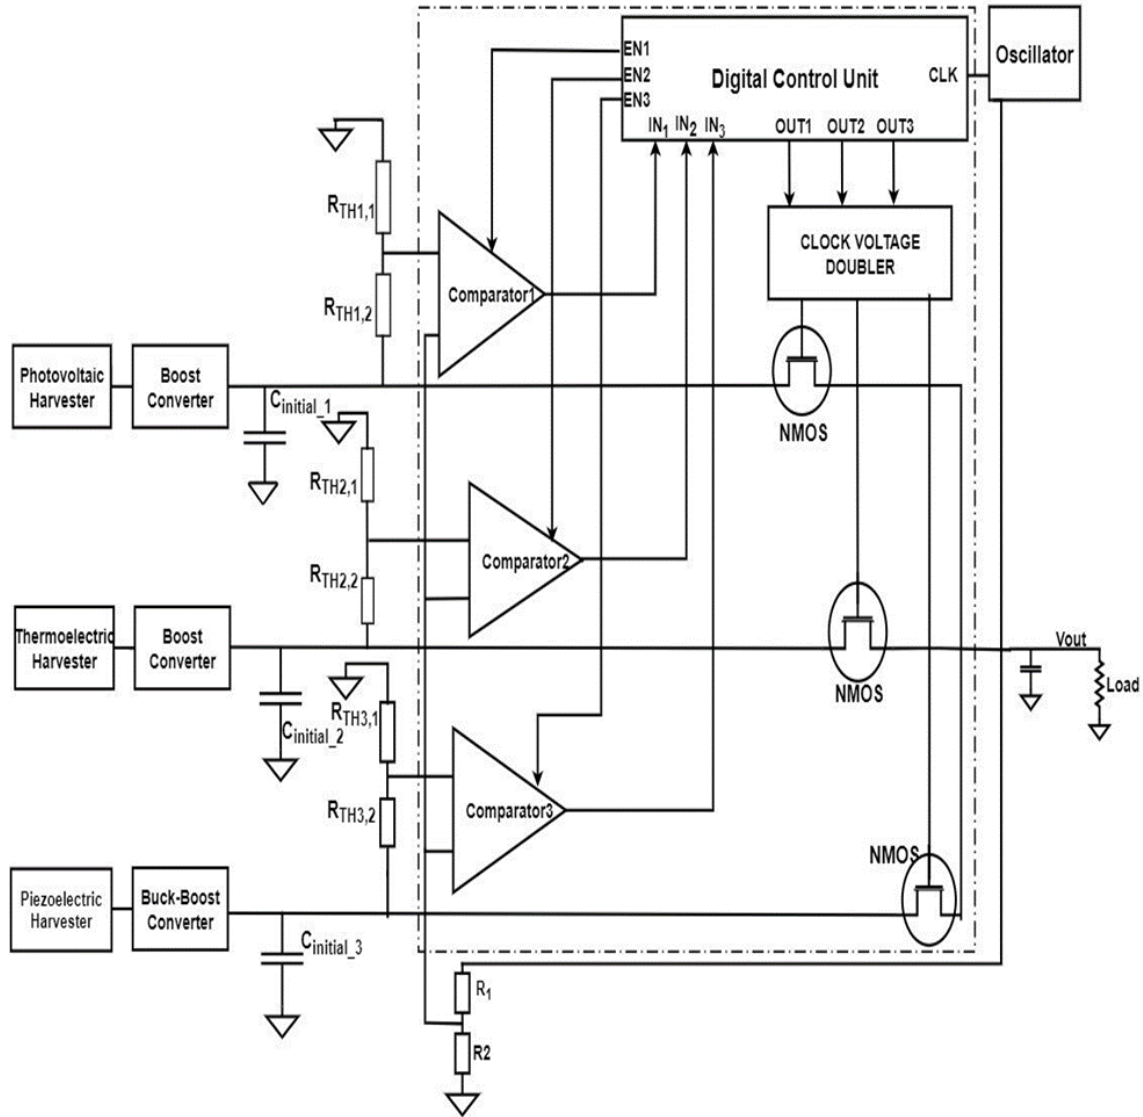 EN1
EN2
EN3
Digital Control Unit
CLK
IN1 IN2 IN3
OUT1 OUT2 OUT3
Oscillator
RTH1,1
RTH1,2
Comparator1
CLOCK VOLTAGE
DOUBLER
Photovoltaic
Harvester
Boost
Converter
Cinitial_1
NMOS
RTH2,1
RTH2,2
Comparator2
Thermoelectric
Harvester
Boost
Converter
Cinitial_2
NMOS
Vout
Load
RTH3,1
RTH3,2
Comparator3
NMOS
Piezoelectric
Harvester
Buck-Boost
Converter
Cinitial_3
R1
R2